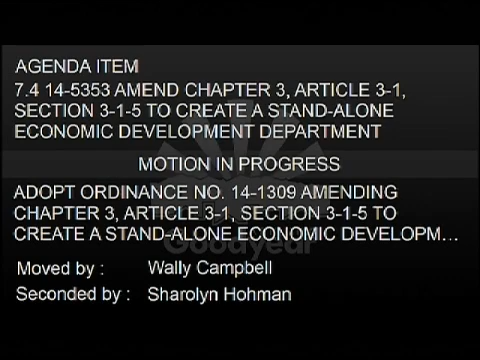 AGENDA ITEM
7.4 14-5353 AMEND CHAPTER 3, ARTICLE 3-1,
SECTION 3-1-5 TO CREATE A STAND-ALONE
ECONOMIC DEVELOPMENT DEPARTMENT
MOTION IN PROGRESS
ADOPT ORDINANCE NO. 14-1309 AMENDING
CHAPTER 3, ARTICLE 3-1, SECTION 3-1-5 TO
CREATE A STAND-ALONE ECONOMIC DEVELOPM...
Goodyear
Moved by : Wally Campbell
Seconded by : Sharolyn Hohman